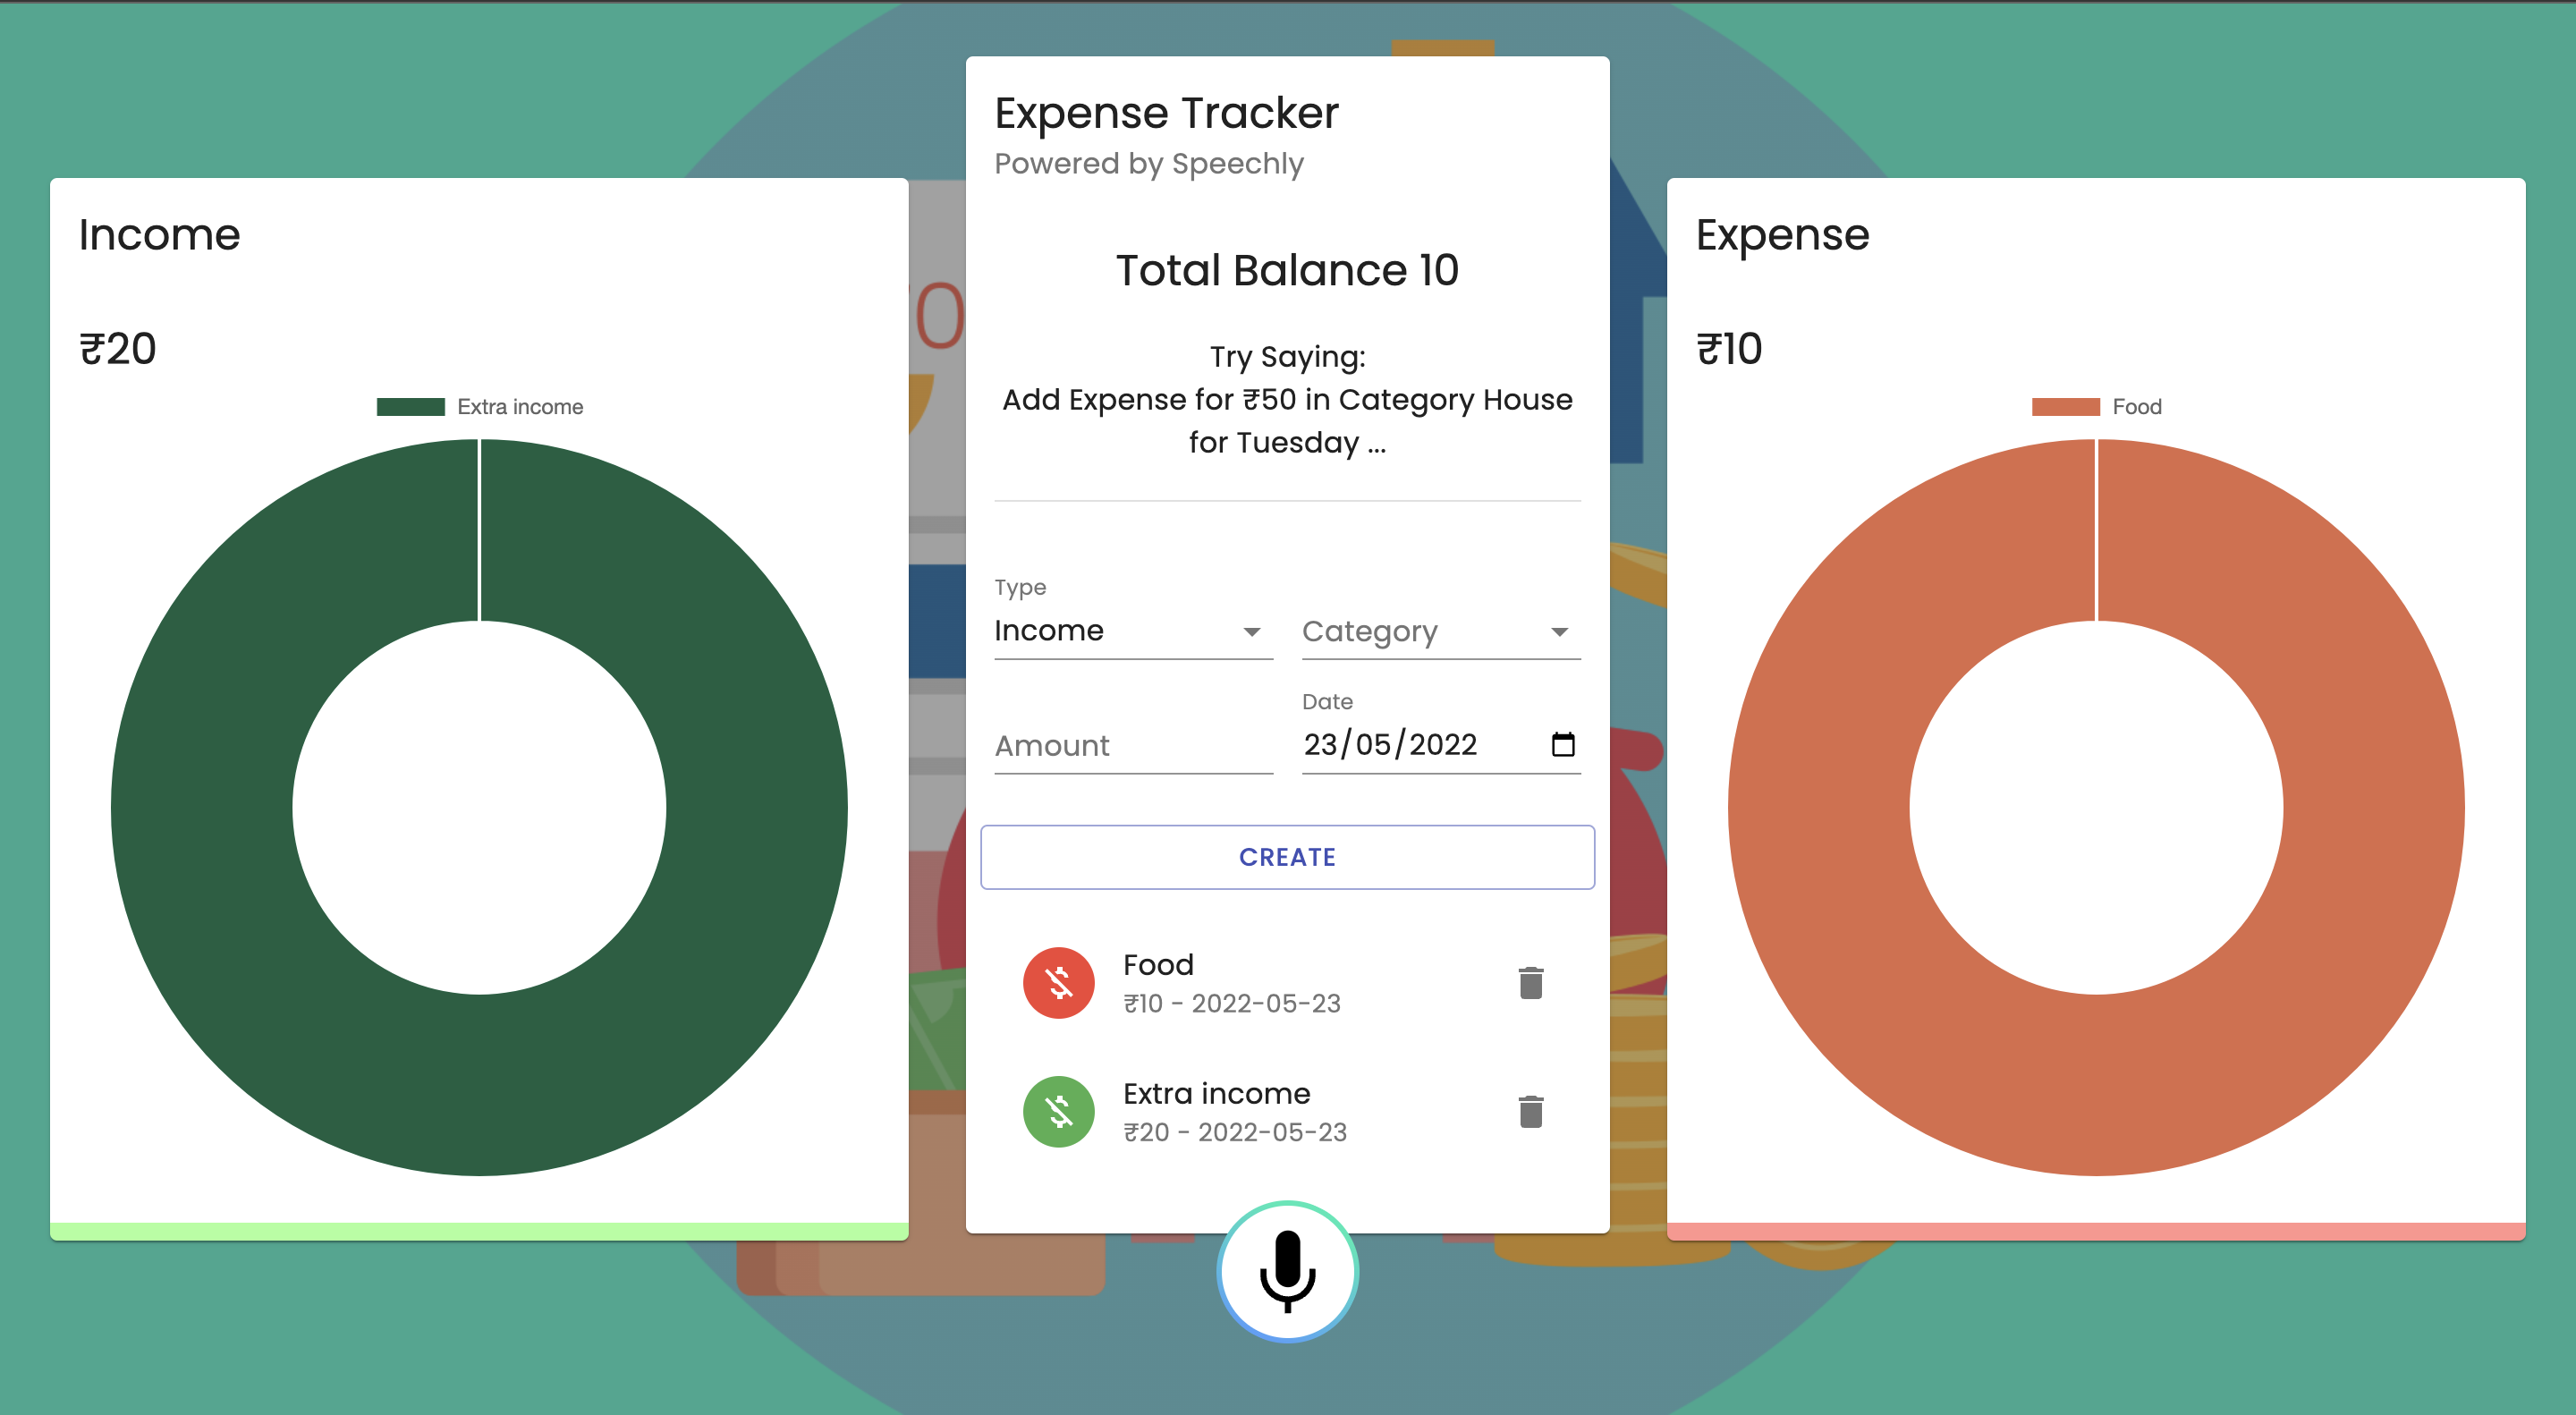 Income
₹20
Extra income
Expense Tracker
Powered by Speechly
Total Balance 10
Try Saying:
Add Expense for ₹50 in Category House
for Tuesday ...
Type
Income
Category
Amount
Date
23/05/2022
CREATE
Food
₹10 - 2022-05-23
Extra income
₹20 - 2022-05-23
Expense
₹10
Food
0